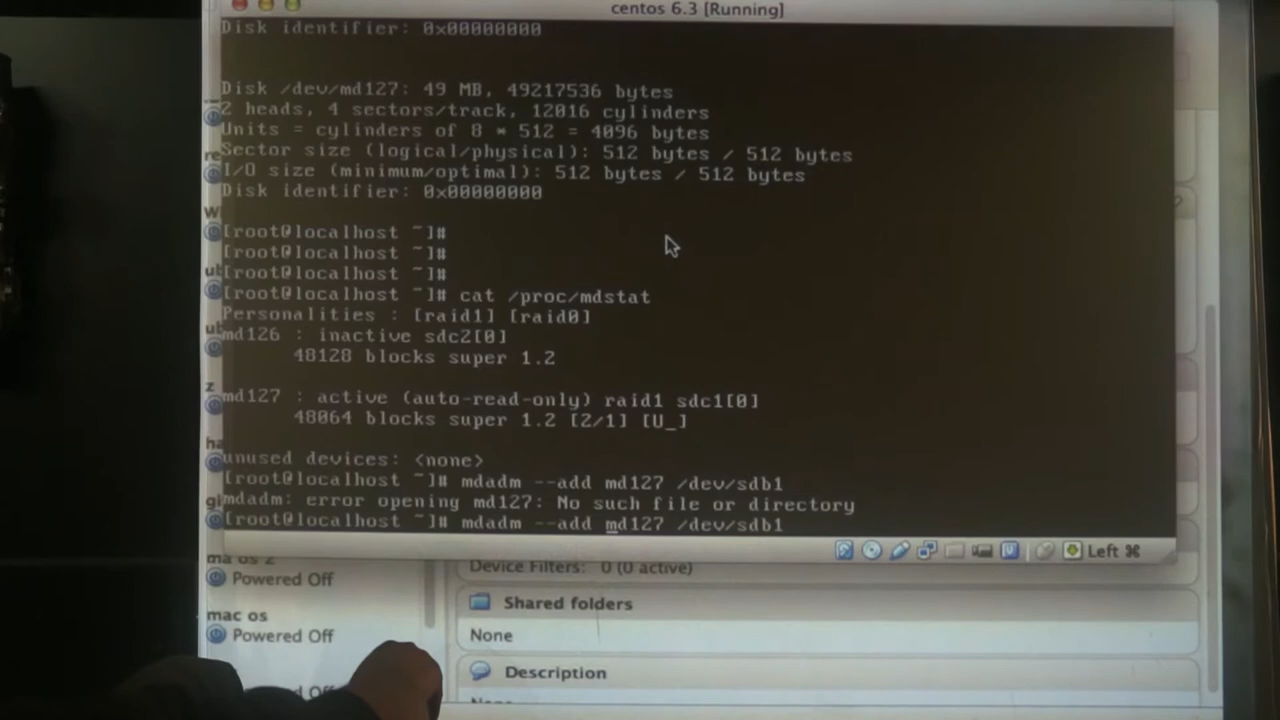 centos 6.3 [Running]
Disk identifier: 0x00000000
Disk /dev/md127: 49 MB, 49217536 bytes
2 heads, 4 sectors/track, 12016 cylinders
Units = cylinders of 8 * 512 = 4096 bytes
Sector size (logical/physical): 512 bytes / 512 bytes
I/O size (minimum/optimal): 512 bytes / 512 bytes
Disk identifier: 0x00000000
[root@localhost ~]#
[root@localhost ~]#
[root@localhost ~]#
[root@localhost ~]# cat /proc/mdstat
Personalities : [raid1] [raid0]
md126 : inactive sdc2[0]
48128 blocks super 1.2
md127 : active (auto-read-only) raid1 sdc1[0]
48064 blocks super 1.2 [2/1] [U_]
unused devices: <none>
[root@localhost ~]# mdadm --add md127 /dev/sdb1
mdadm: error opening md127: No such file or directory
[root@localhost ~]# mdadm --add md127 /dev/sdb1
Left ⌘
Device Filters: 0 (0 active)
Powered Off
Shared folders
mac os
None
Powered Off
Description